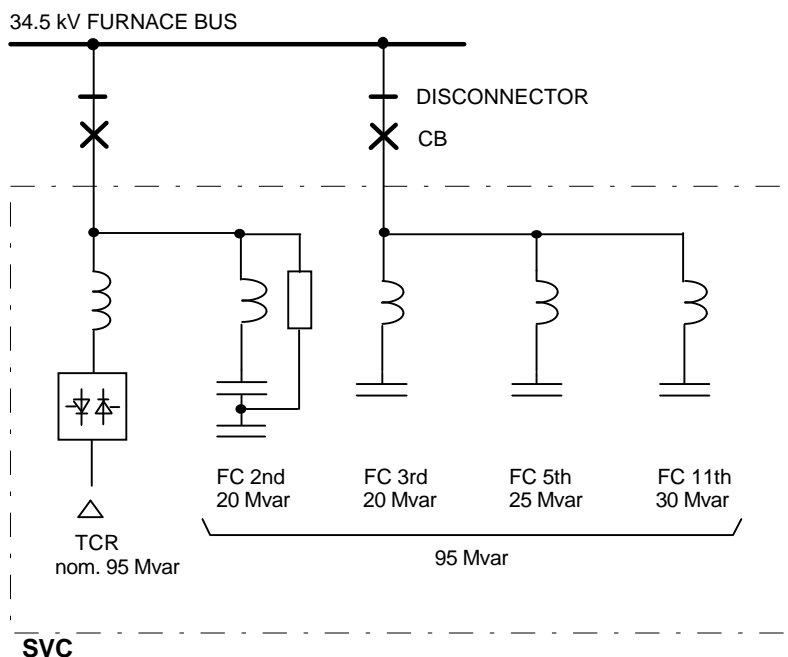 34.5 kV FURNACE BUS
DISCONNECTOR
CB
FC 2nd
20 Mvar
FC 3rd
20 Mvar
FC 5th
25 Mvar
FC 11th
30 Mvar
TCR
nom. 95 Mvar
95 Mvar
SVC